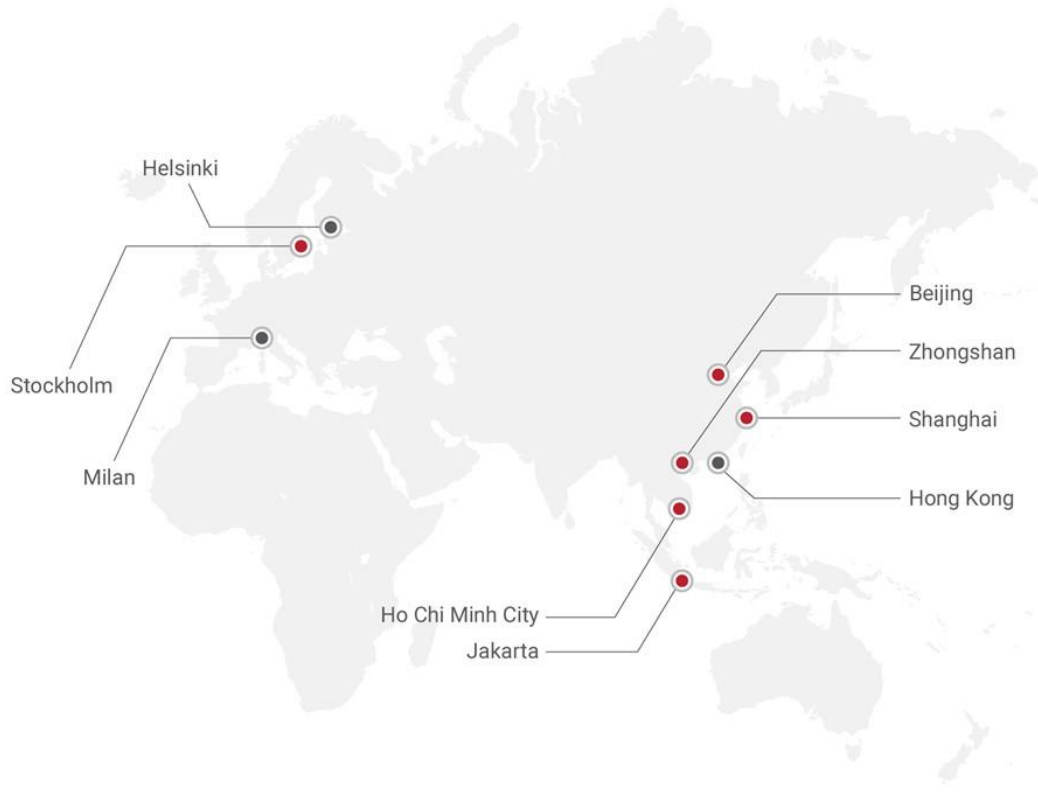 Helsinki
Stockholm
Milan
Beijing
Zhongshan
Shanghai
Hong Kong
Ho Chi Minh City
Jakarta